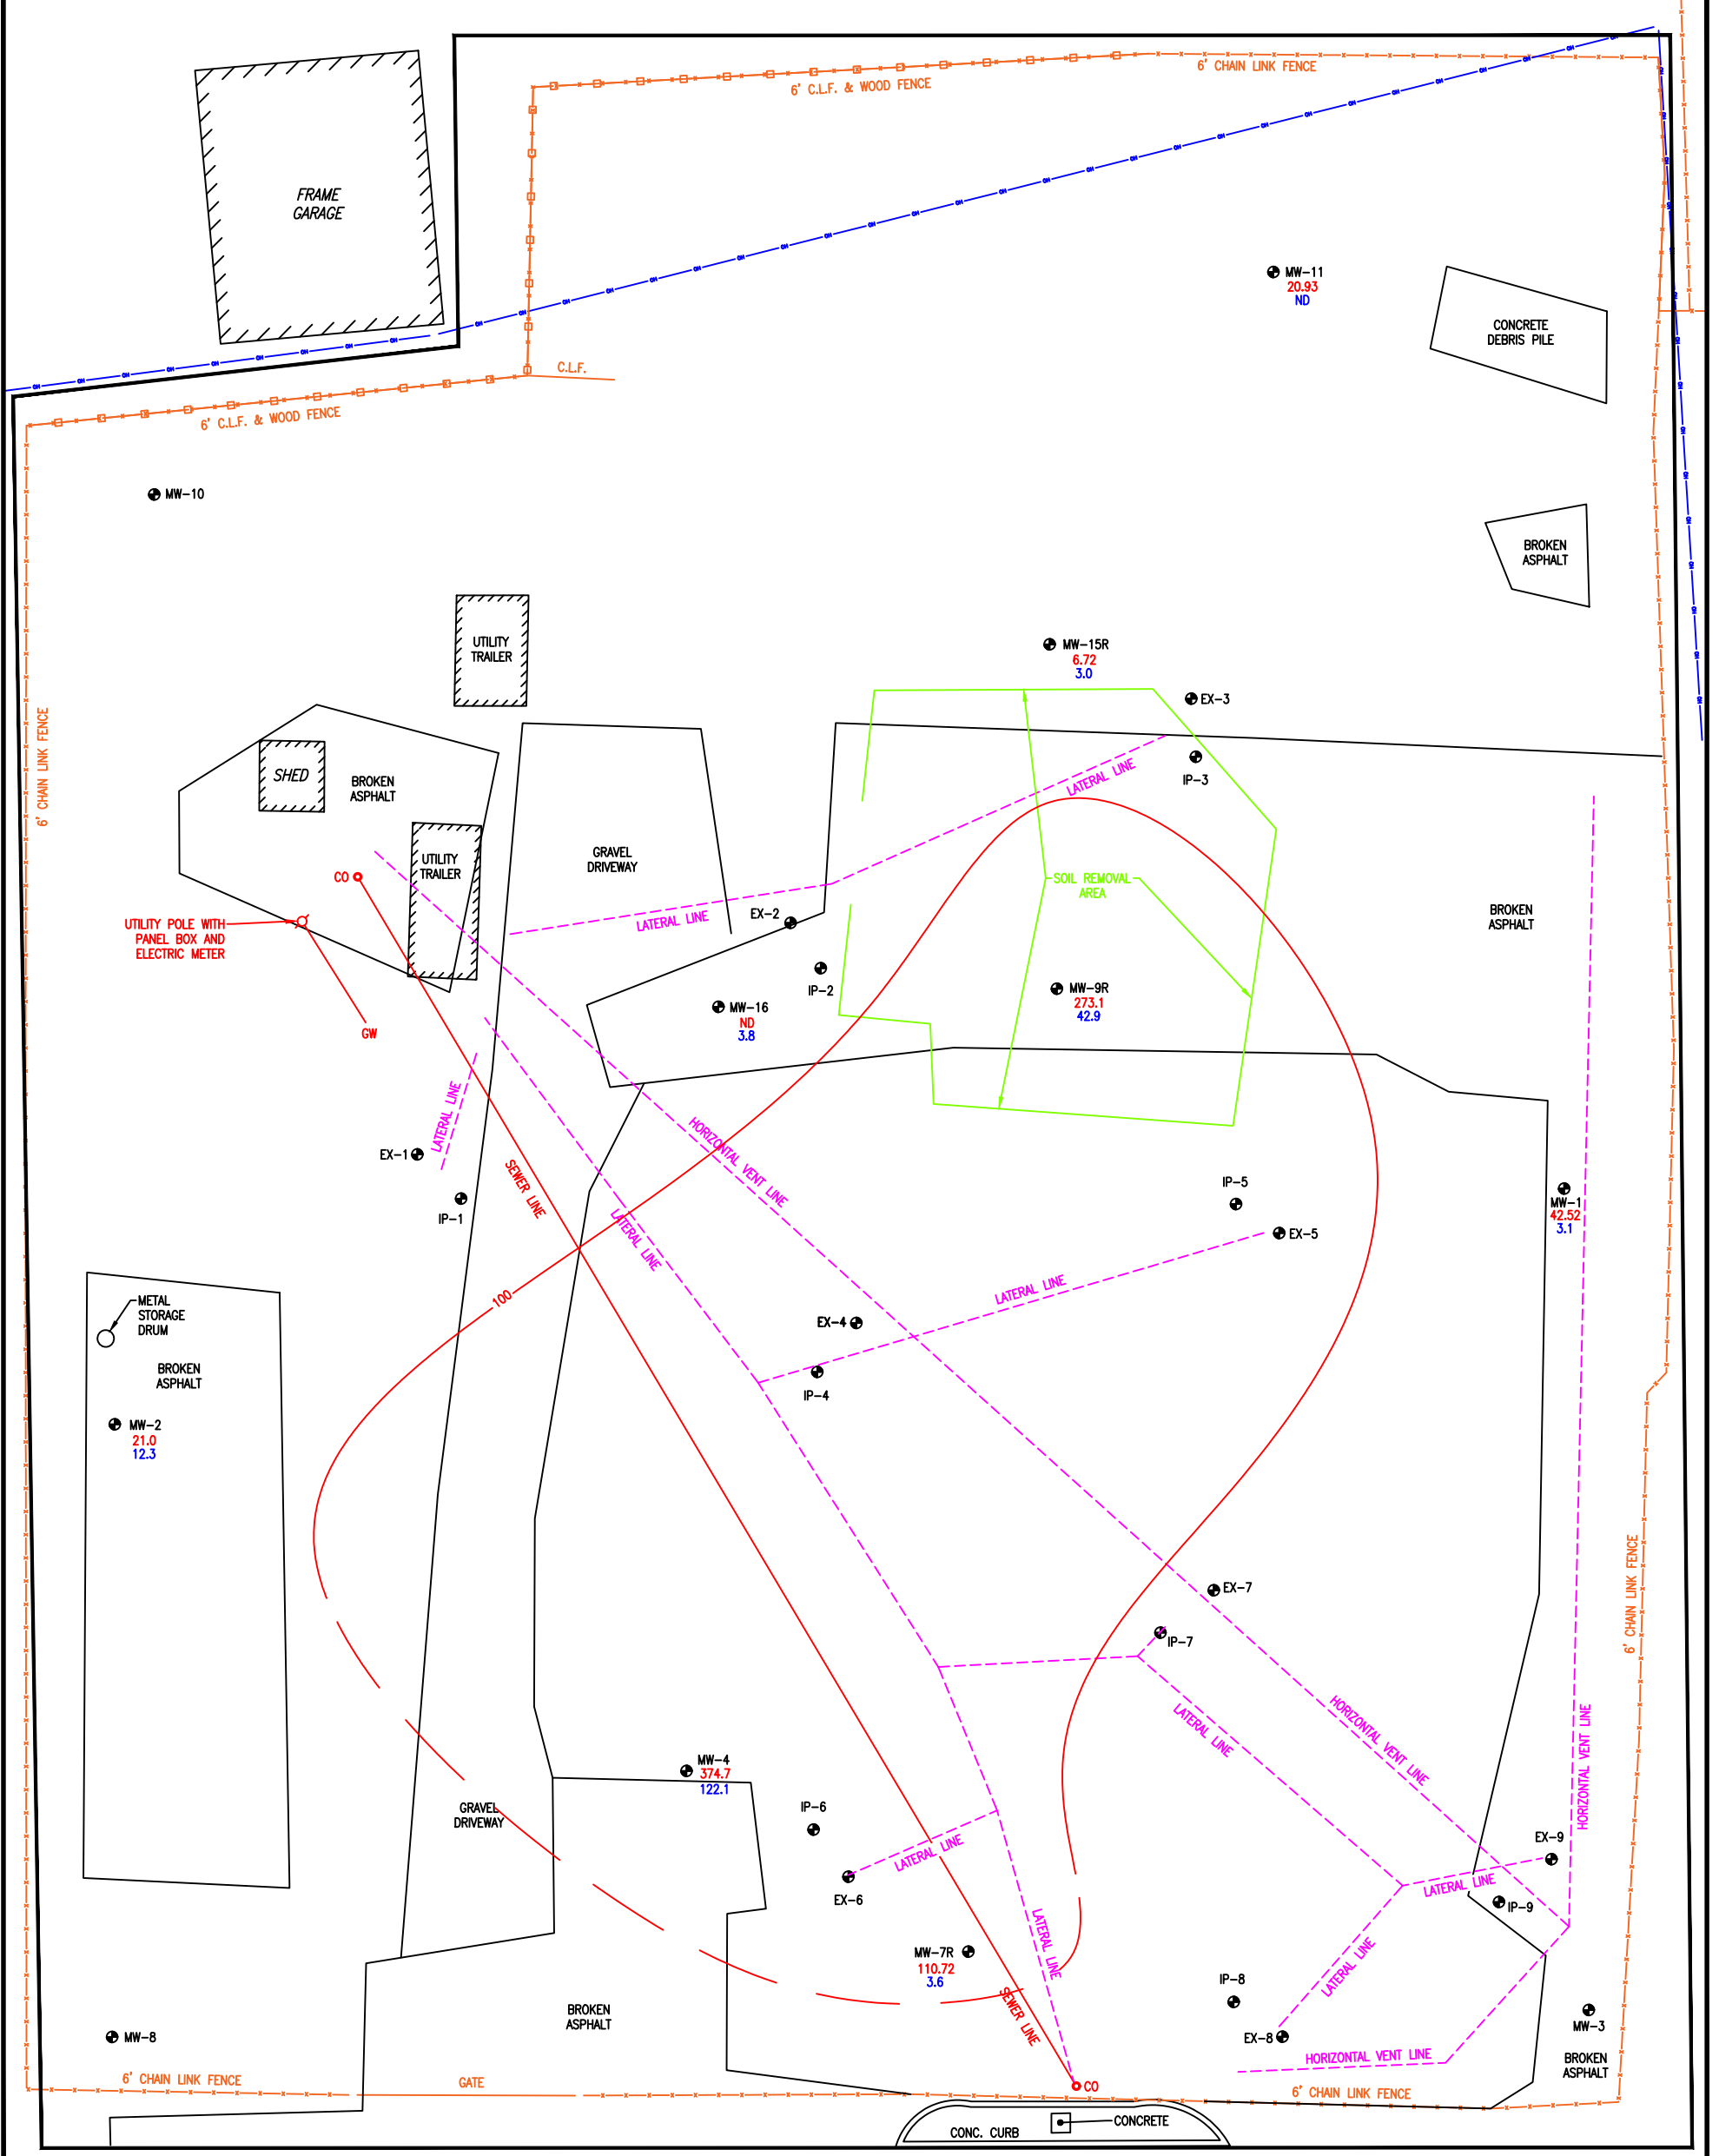 6' CHAIN LINK FENCE
6' C.L.F. & WOOD FENCE
FRAME
GARAGE
MW-11
20.93
ND
CONCRETE
DEBRIS PILE
C.L.F.
6' C.L.F. & WOOD FENCE
MW-10
BROKEN
ASPHALT
UTILITY
TRAILER
MW-15R
6.72
3.0
EX-3
6' CHAIN LINK FENCE
IP-3
LATERAL LINE
SHED
BROKEN
ASPHALT
UTILITY
TRAILER
GRAVEL
DRIVEWAY
CO
SOIL REMOVAL
AREA
EX-2
LATERAL LINE
BROKEN
ASPHALT
UTILITY POLE WITH
PANEL BOX AND
ELECTRIC METER
IP-2
MW-9R
273.1
42.9
MW-16
ND
3.8
GW
LATERAL LINE
EX-1
HORIZONTAL VENT LINE
SEWER LINE
IP-1
IP-5
MW-1
42.52
3.1
LATERAL LINE
EX-5
LATERAL LINE
100
METAL
STORAGE
DRUM
EX-4
BROKEN
ASPHALT
IP-4
MW-2
21.0
12.3
EX-7
6' CHAIN LINK FENCE
IP-7
LATERAL LINE
HORIZONTAL VENT LINE
HORIZONTAL VENT LINE
MW-4
374.7
122.1
GRAVEL
DRIVEWAY
IP-6
LATERAL LINE
EX-9
EX-6
LATERAL LINE
IP-9
LATERAL LINE
MW-7R
110.72
3.6
LATERAL LINE
IP-8
SEWER LINE
BROKEN
ASPHALT
MW-8
EX-8
MW-3
HORIZONTAL VENT LINE
BROKEN
ASPHALT
6' CHAIN LINK FENCE
GATE
CO
6' CHAIN LINK FENCE
CONC. CURB
CONCRETE
OH OH OH OH OH OH OH OH OH